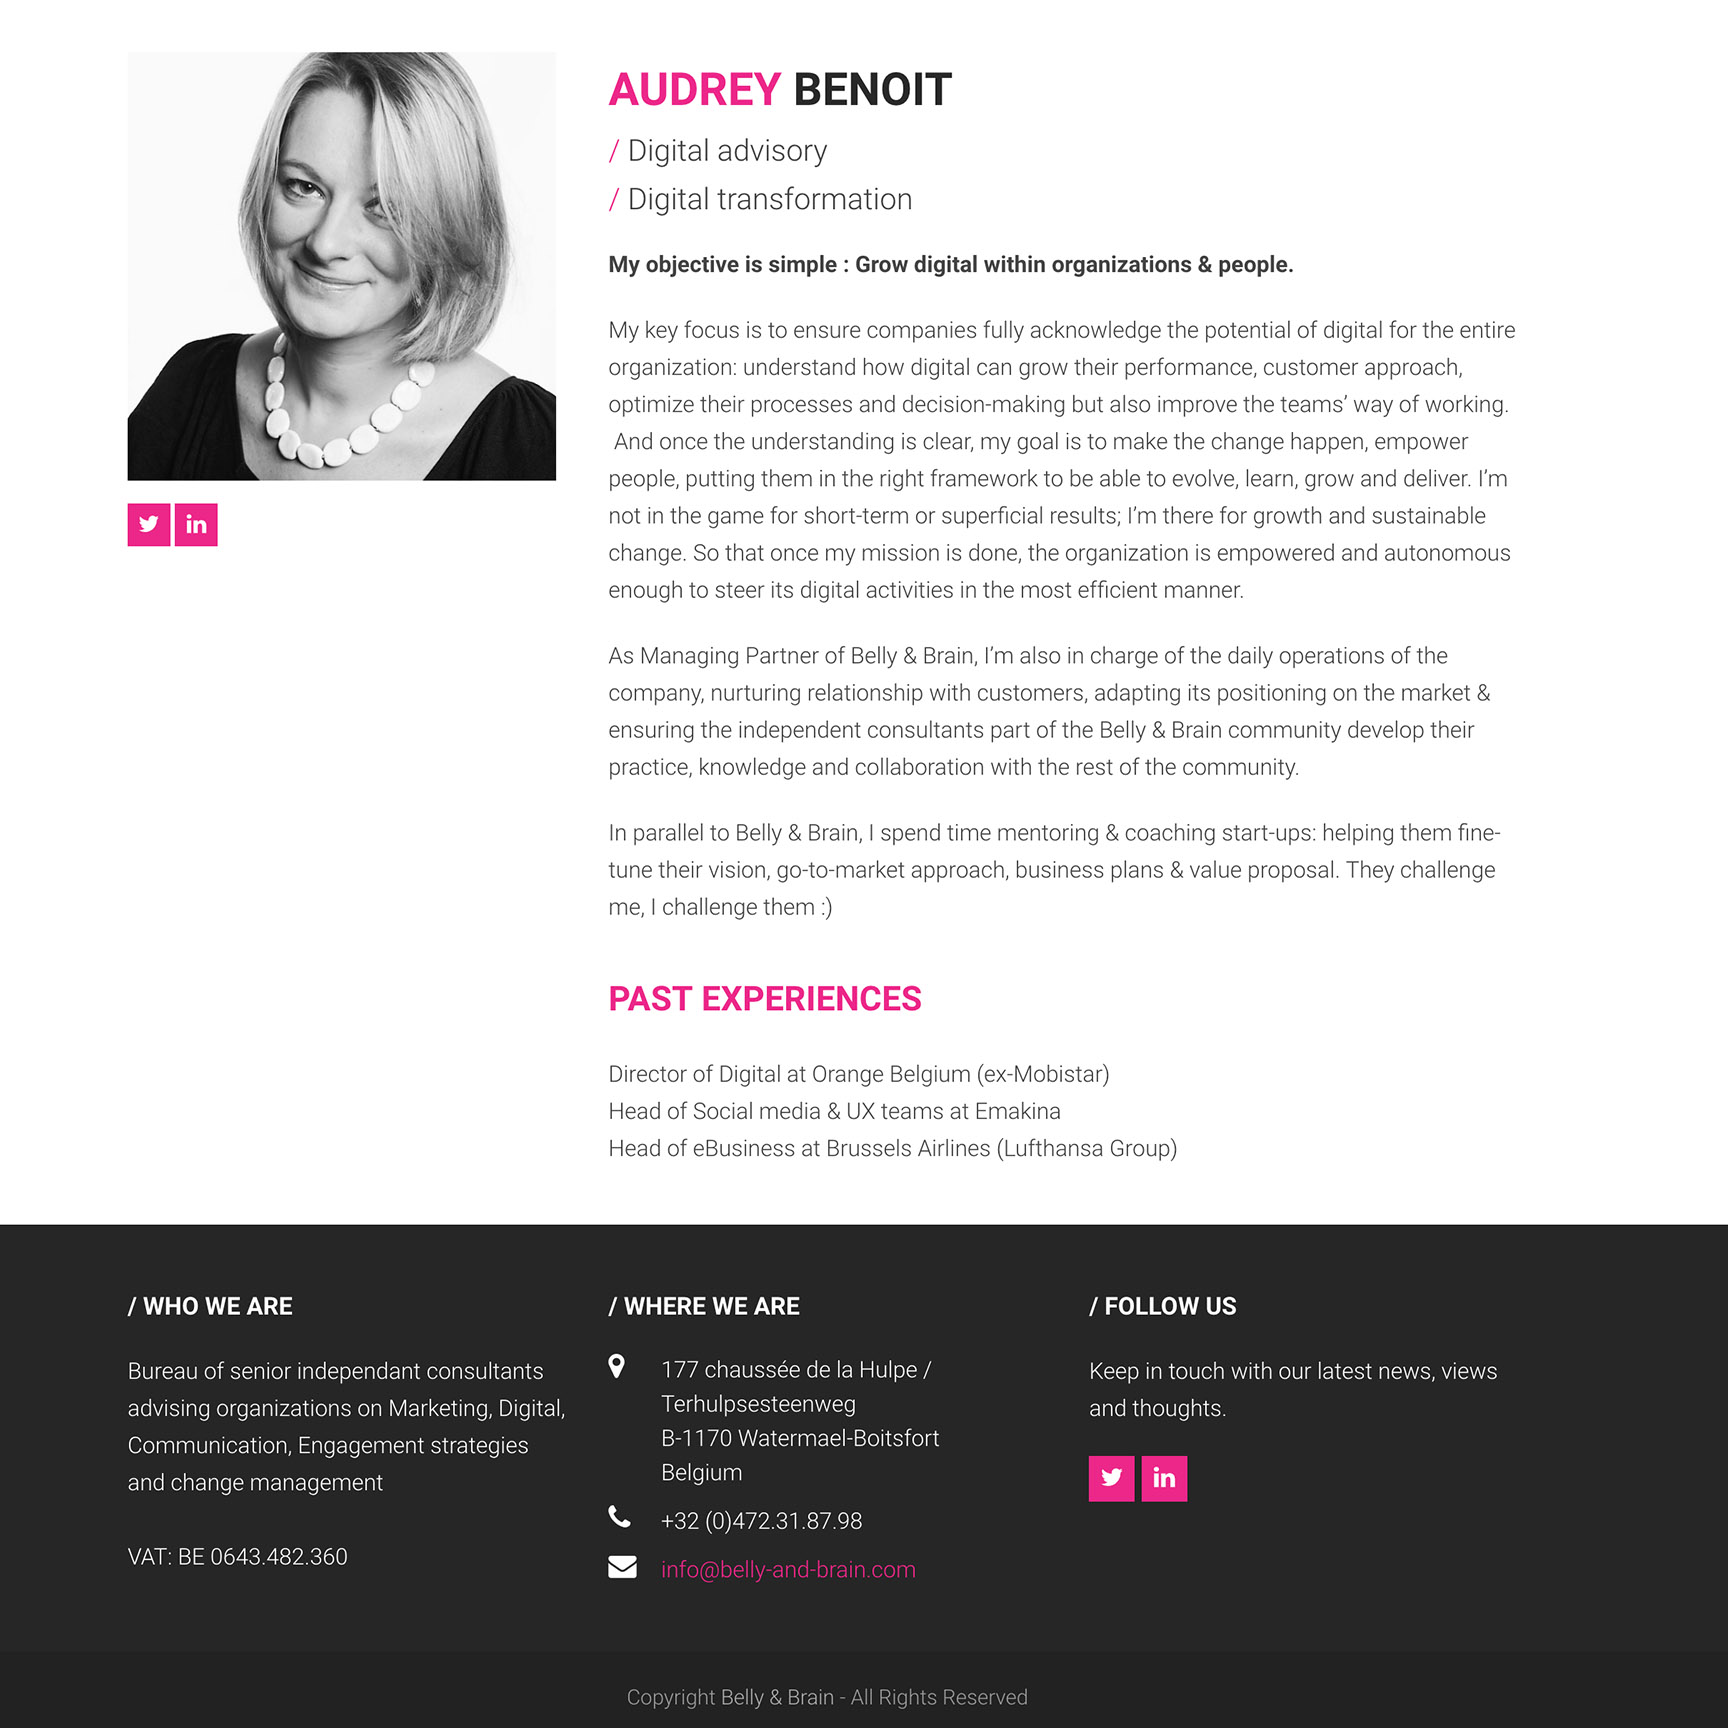 AUDREY BENOIT
/ Digital advisory
/ Digital transformation
My objective is simple : Grow digital within organizations & people.
My key focus is to ensure companies fully acknowledge the potential of digital for the entire
organization: understand how digital can grow their performance, customer approach,
optimize their processes and decision-making but also improve the teams’ way of working.
And once the understanding is clear, my goal is to make the change happen, empower
people, putting them in the right framework to be able to evolve, learn, grow and deliver. I’m
not in the game for short-term or superficial results; I’m there for growth and sustainable
change. So that once my mission is done, the organization is empowered and autonomous
enough to steer its digital activities in the most efficient manner.
As Managing Partner of Belly & Brain, I’m also in charge of the daily operations of the
company, nurturing relationship with customers, adapting its positioning on the market &
ensuring the independent consultants part of the Belly & Brain community develop their
practice, knowledge and collaboration with the rest of the community.
In parallel to Belly & Brain, I spend time mentoring & coaching start-ups: helping them fine-
tune their vision, go-to-market approach, business plans & value proposal. They challenge
me, I challenge them :)
PAST EXPERIENCES
Director of Digital at Orange Belgium (ex-Mobistar)
Head of Social media & UX teams at Emakina
Head of eBusiness at Brussels Airlines (Lufthansa Group)
/ WHO WE ARE
Bureau of senior independant consultants
advising organizations on Marketing, Digital,
Communication, Engagement strategies
and change management
VAT: BE 0643.482.360
/ WHERE WE ARE
177 chaussée de la Hulpe /
Terhulpsesteenweg
B-1170 Watermael-Boitsfort
Belgium
+32 (0)472.31.87.98
info@belly-and-brain.com
/ FOLLOW US
Keep in touch with our latest news, views
and thoughts.
Copyright Belly & Brain - All Rights Reserved